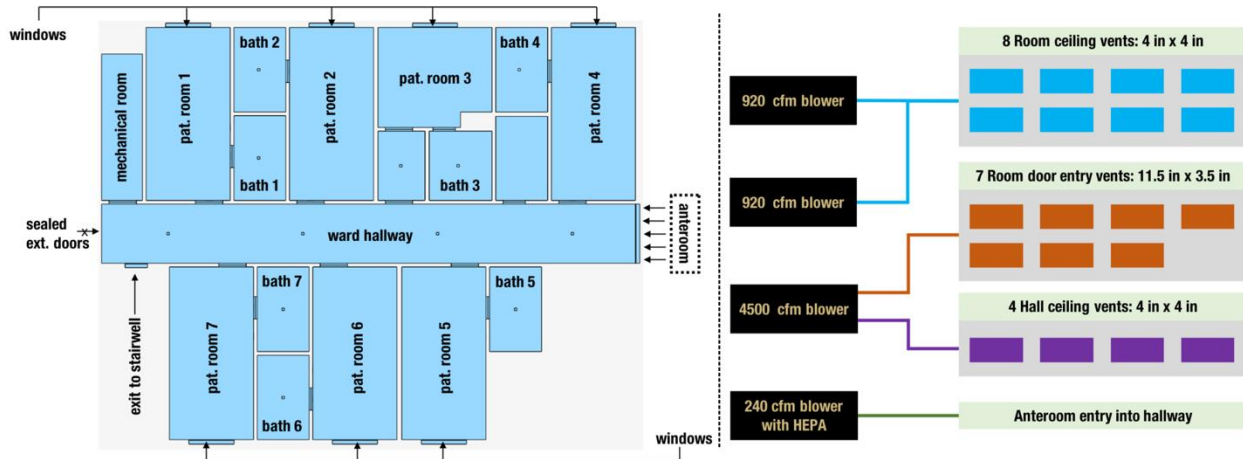 windows
bath 2
bath 4
mechanical room
pat. room 1
pat. room 2
pat. room 3
pat. room 4
bath 1
bath 3
sealed
ext. doors
ward hallway
anteroom
exit to stairwell
pat. room 7
bath 7
pat. room 6
pat. room 5
bath 5
bath 6
windows
920 cfm blower
920 cfm blower
4500 cfm blower
240 cfm blower
with HEPA
8 Room ceiling vents: 4 in x 4 in
7 Room door entry vents: 11.5 in x 3.5 in
4 Hall ceiling vents: 4 in x 4 in
Anteroom entry into hallway